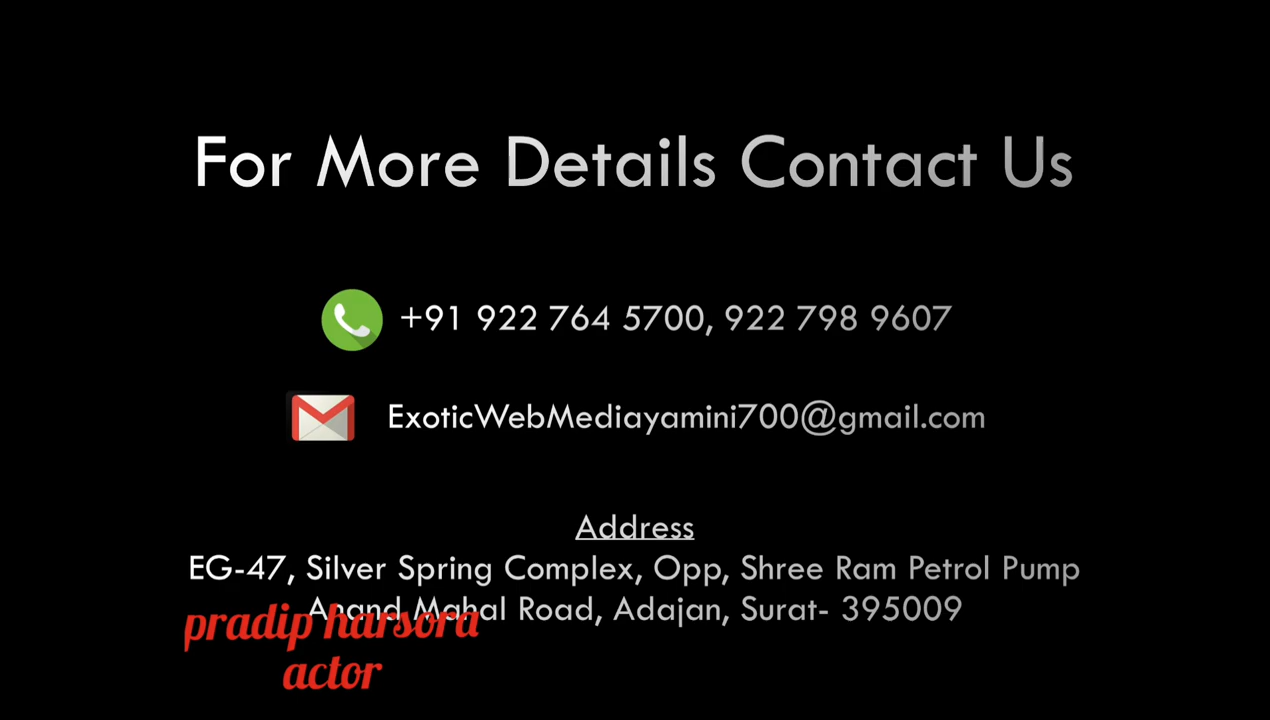 For More Details Contact Us
+91 922 764 5700, 922 798 9607
ExoticWebMediayamini700@gmail.com
Address
EG-47, Silver Spring Complex, Opp, Shree Ram Petrol Pump
Anand Mahal Road, Adajan, Surat- 395009
pradip harsora
actor